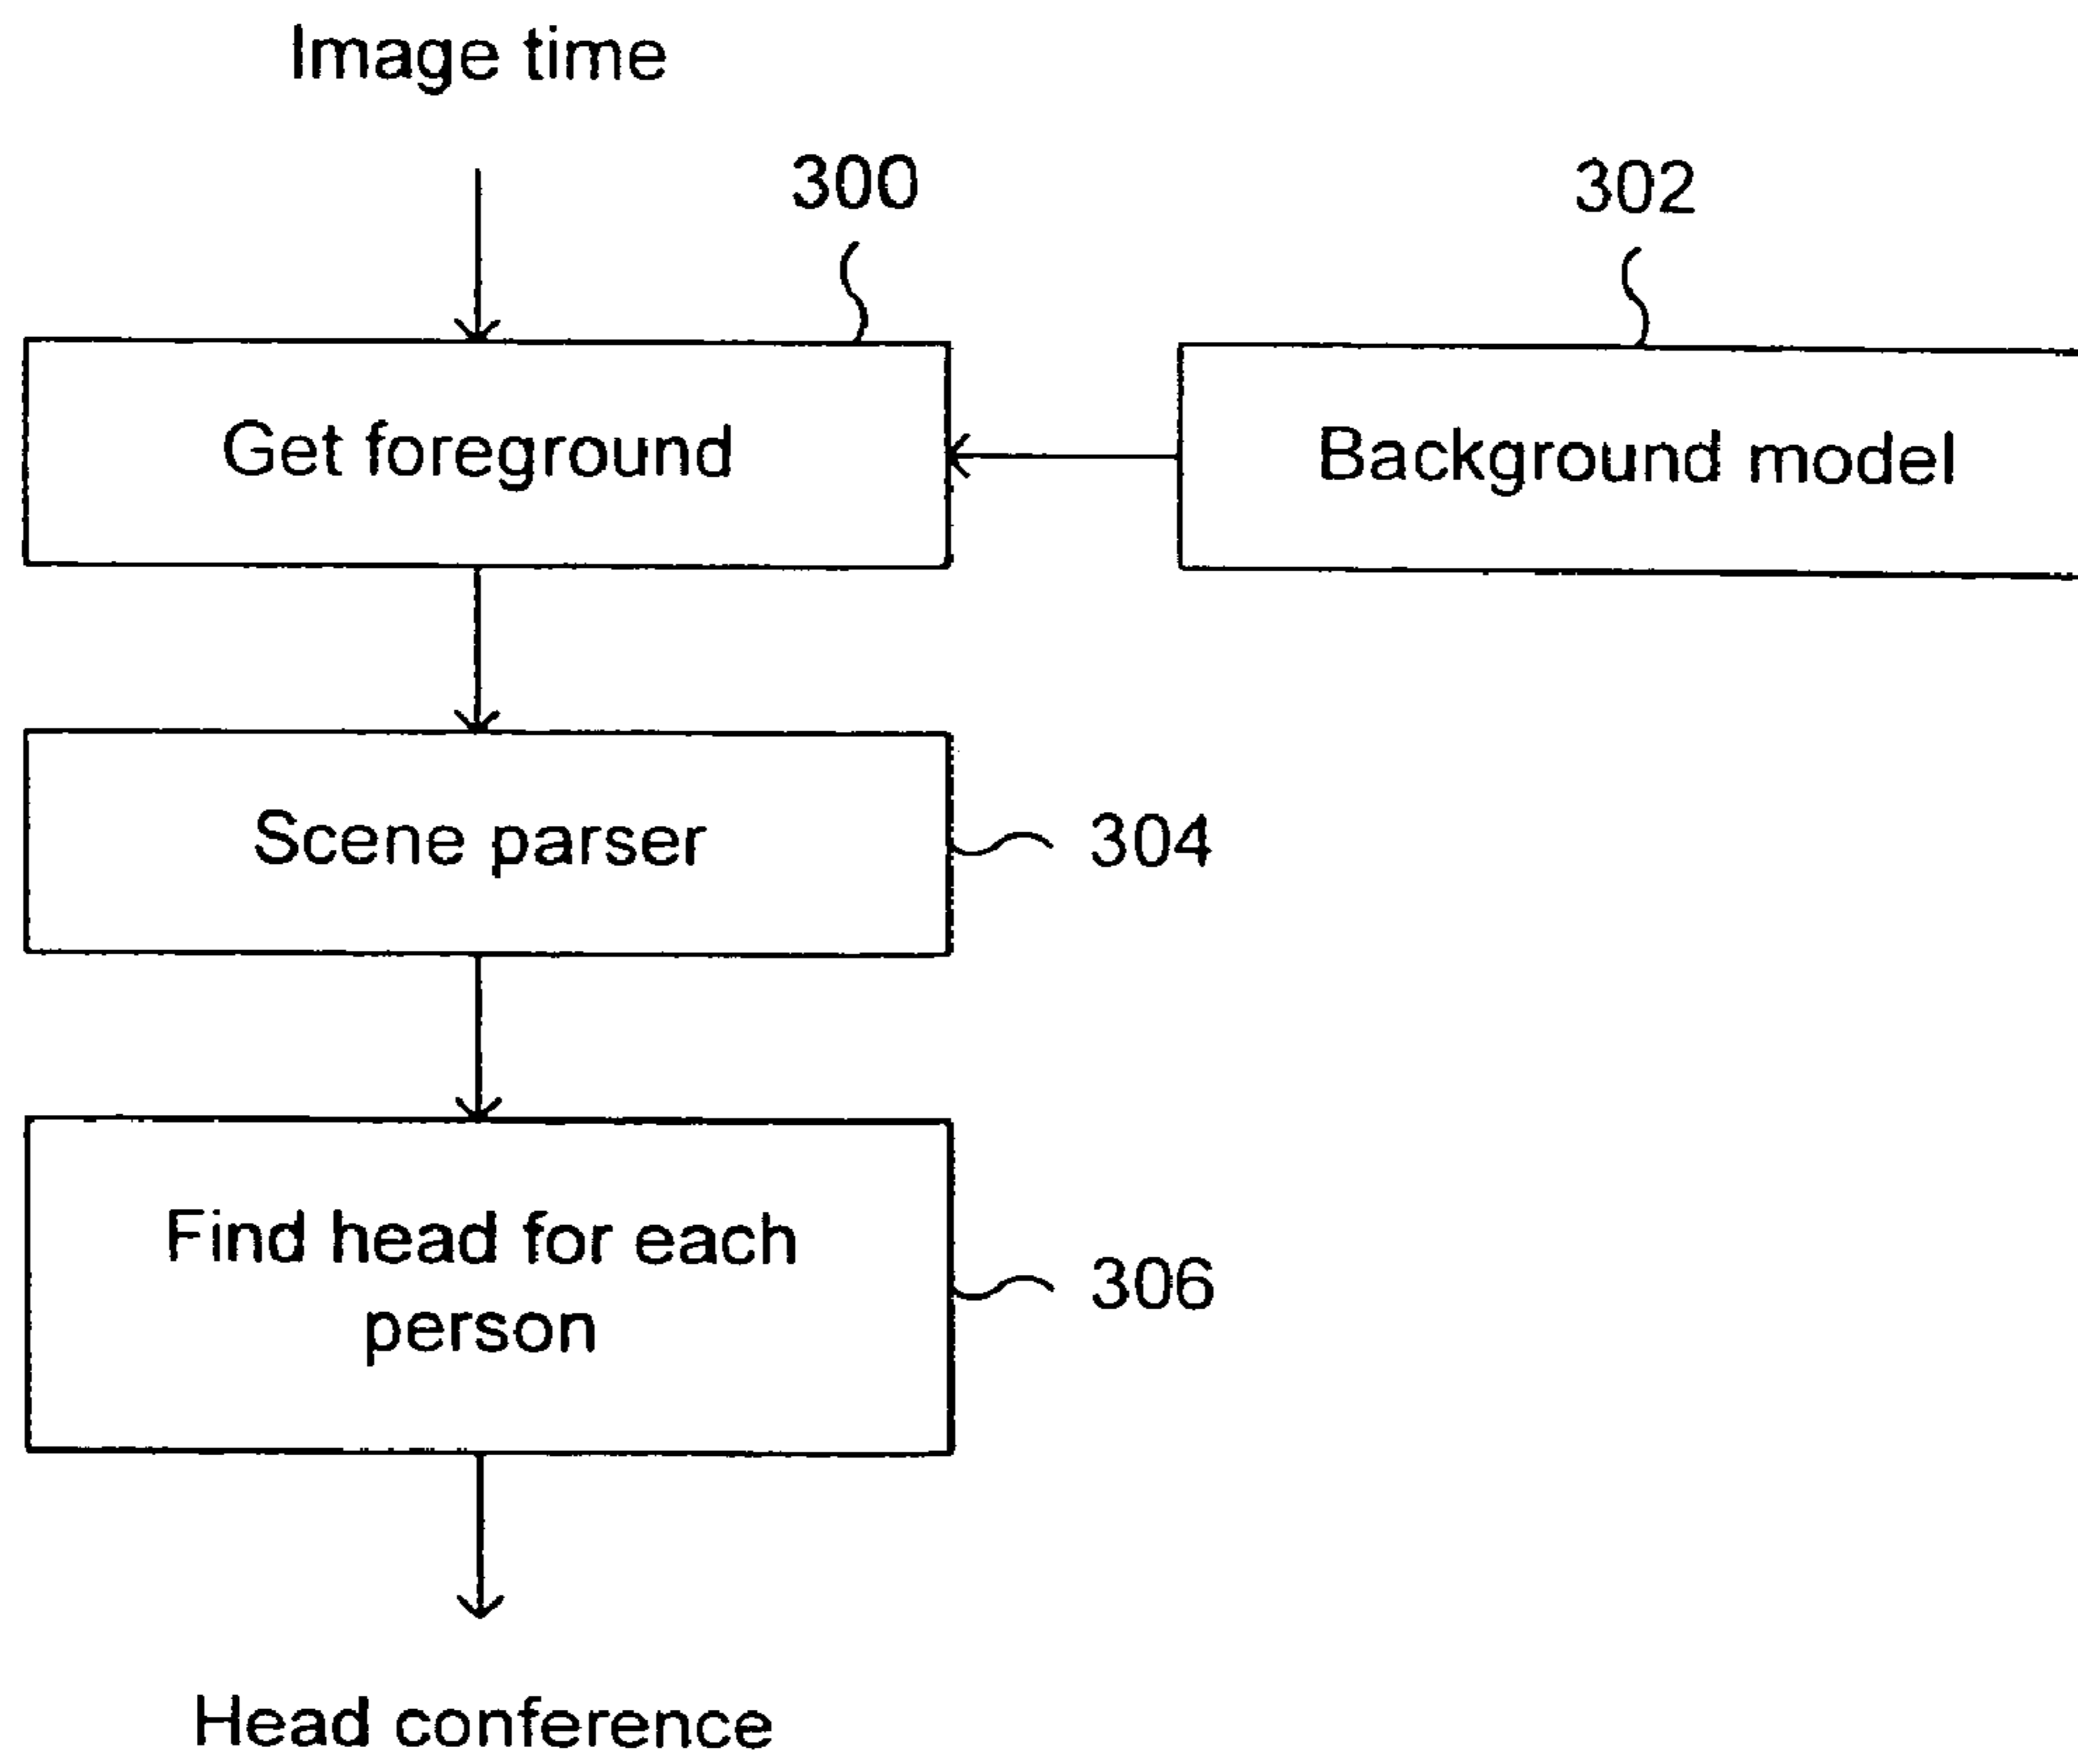 Image time
300
302
Get foreground
Background model
Scene parser
304
Find head for each
person
306
Head conference